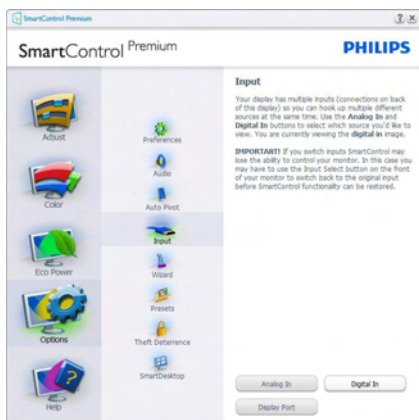 SmartControl Premium
SmartControl Premium
PHILIPS
Adjust
Color
Eco Power
Options
Help
Preferences
Audio
Auto Pivot
Input
Wizard
Presets
Theft Deterrence
SmartDesktop
Input
Your display has multiple inputs (connections on back
of this display) so you can hook up multiple different
sources at the same time. Use the Analog In and
Digital In buttons to select which source you'd like to
view. You are currently viewing the digital in image.
IMPORTANT! If you switch inputs SmartControl may
lose the ability to control your monitor. In this case you
may have to use the Input Select button on the front
of your monitor to switch back to the original input
before SmartControl functionality can be restored.
Analog In
Digital In
Display Port